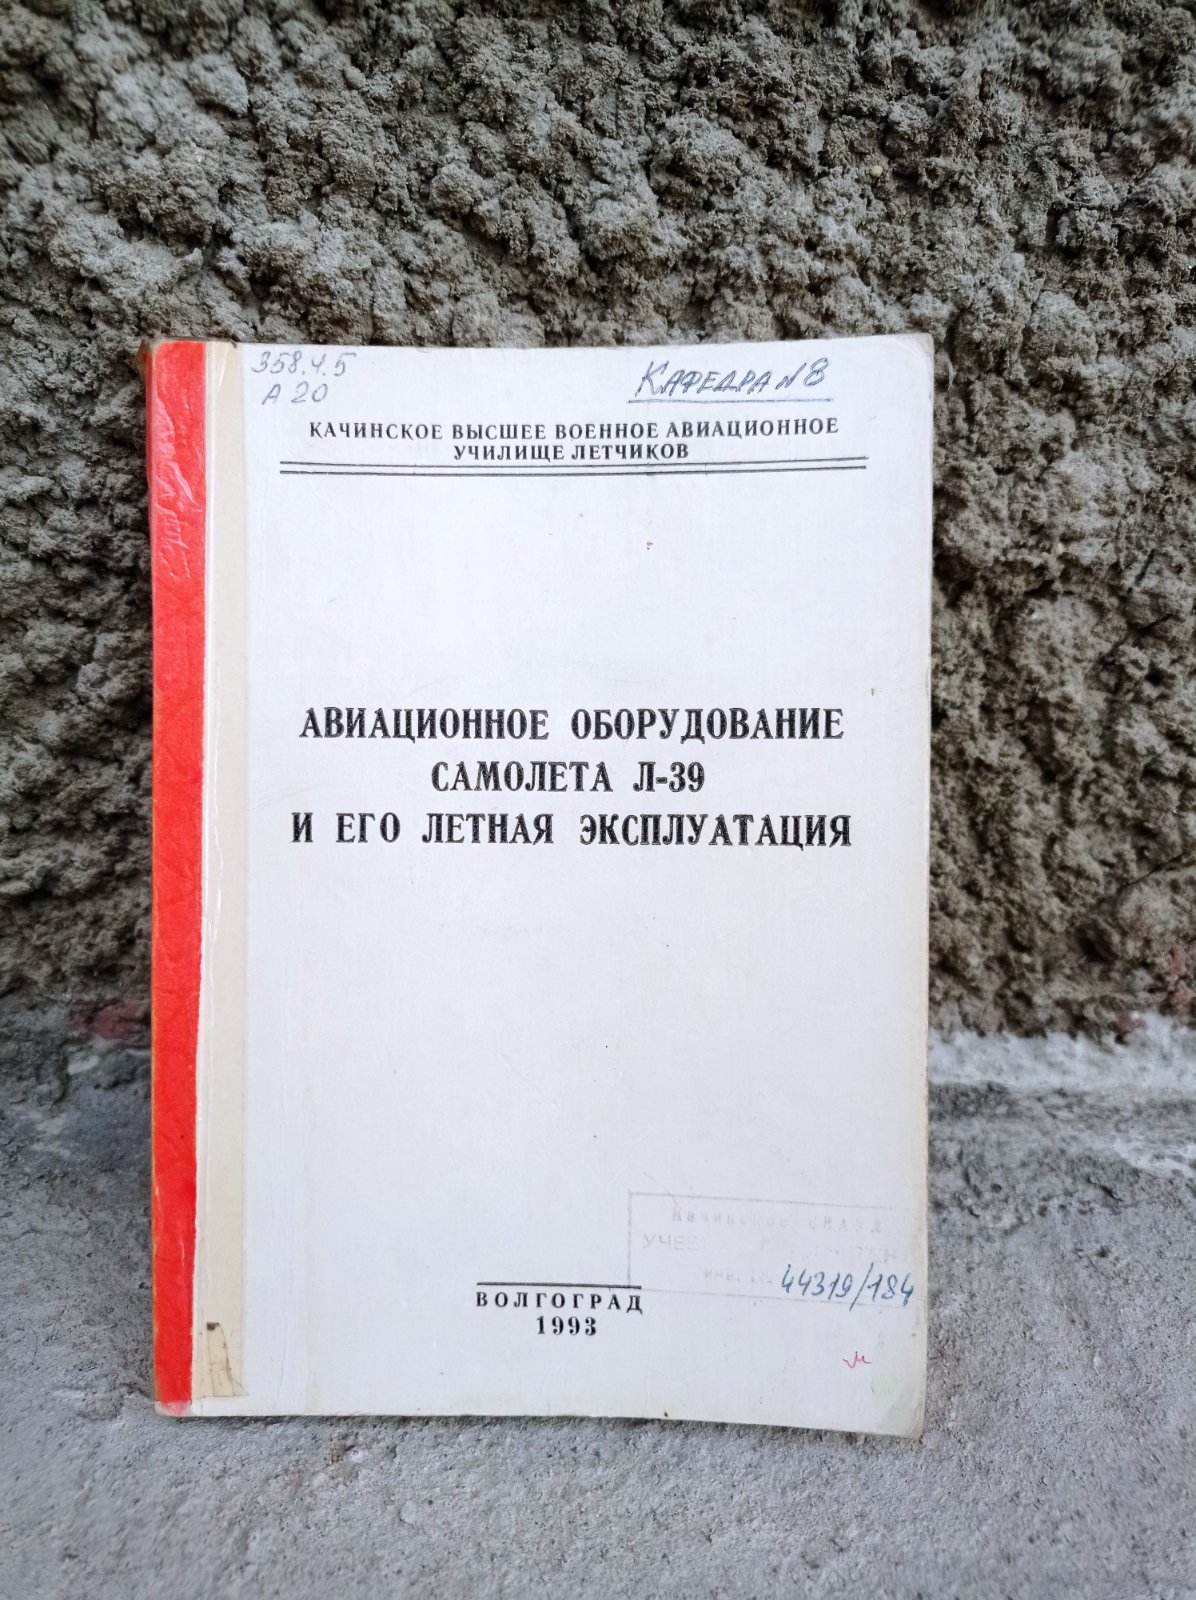 358.4.5
А 20
Кафедра №8
КАЧИНСКОЕ ВЫСШЕЕ ВОЕННОЕ АВИАЦИОННОЕ
УЧИЛИЩЕ ЛЕТЧИКОВ
АВИАЦИОННОЕ ОБОРУДОВАНИЕ
САМОЛЕТА Л-39
И ЕГО ЛЕТНАЯ ЭКСПЛУАТАЦИЯ
44319/184
ВОЛГОГРАД
1993